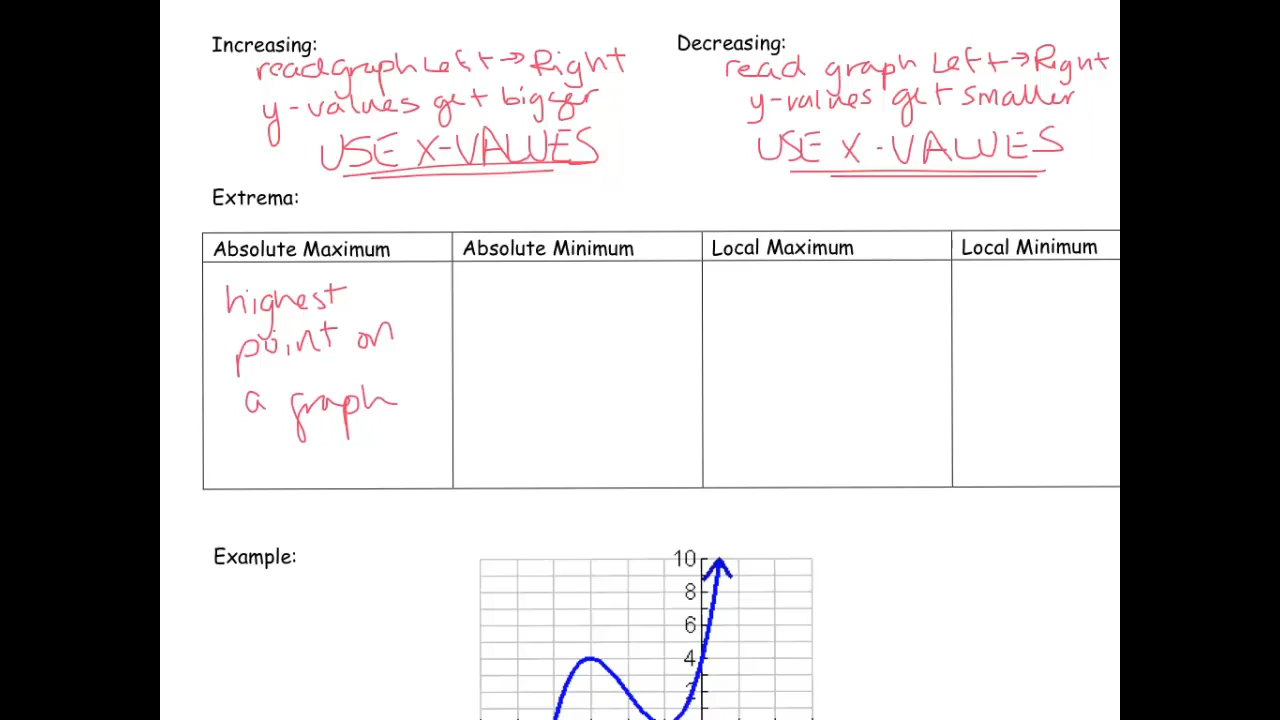 Increasing:
read graph Left → Right
y-values get bigger
USE X-VALUES
Decreasing:
read graph Left → Right
y-values get smaller
USE X-VALUES
Extrema:
Absolute Maximum
Absolute Minimum
Local Maximum
Local Minimum
highest
point on
a graph
Example:
10
8
6
4
2